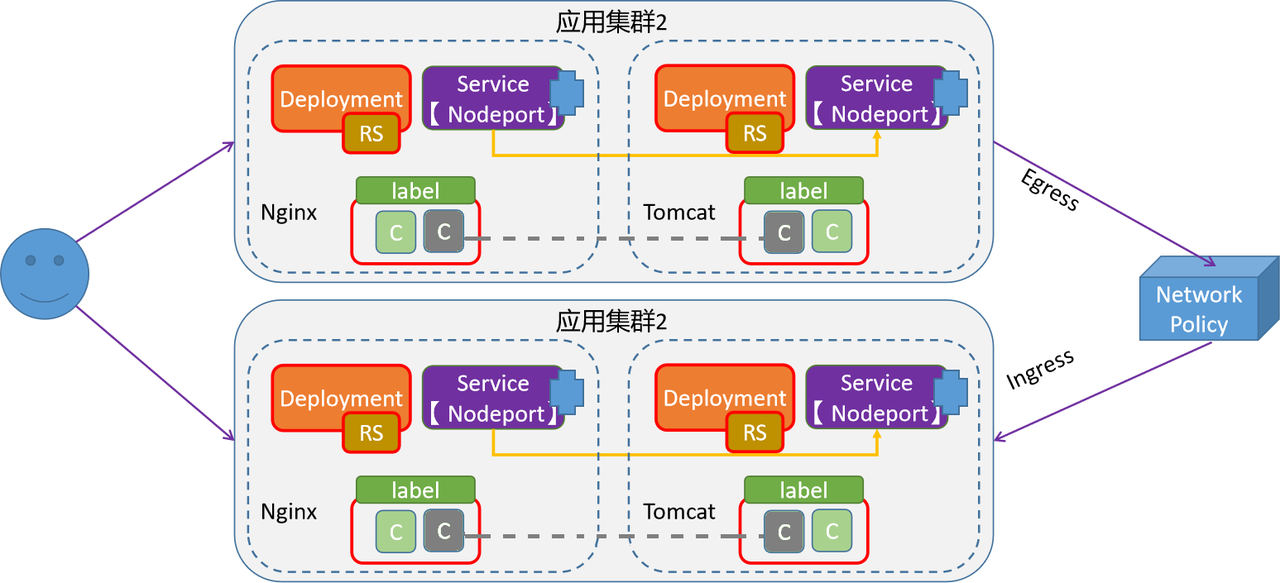 应用集群2
Deployment
RS
Service
【 Nodeport】
Deployment
RS
Service
【 Nodeport】
label
Nginx
C
C
label
Tomcat
C
C
Egress
Network
Policy
Ingress
应用集群2
Deployment
RS
Service
【 Nodeport】
Deployment
RS
Service
【 Nodeport】
label
Nginx
C
C
label
Tomcat
C
C